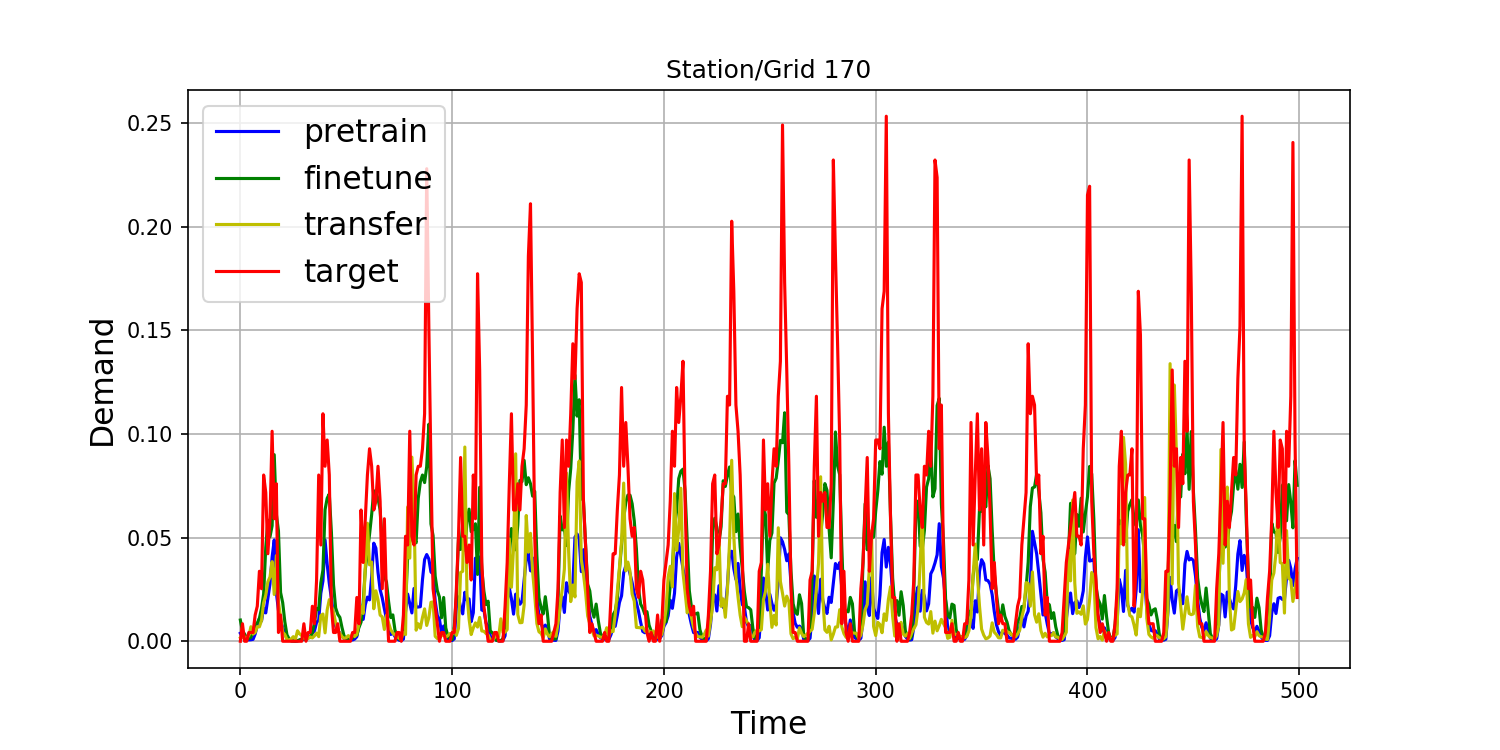 Station/Grid 170
pretrain
finetune
transfer
target
Demand
0.25
0.20
0.15
0.10
0.05
0.00
0 100 200 300 400 500
Time